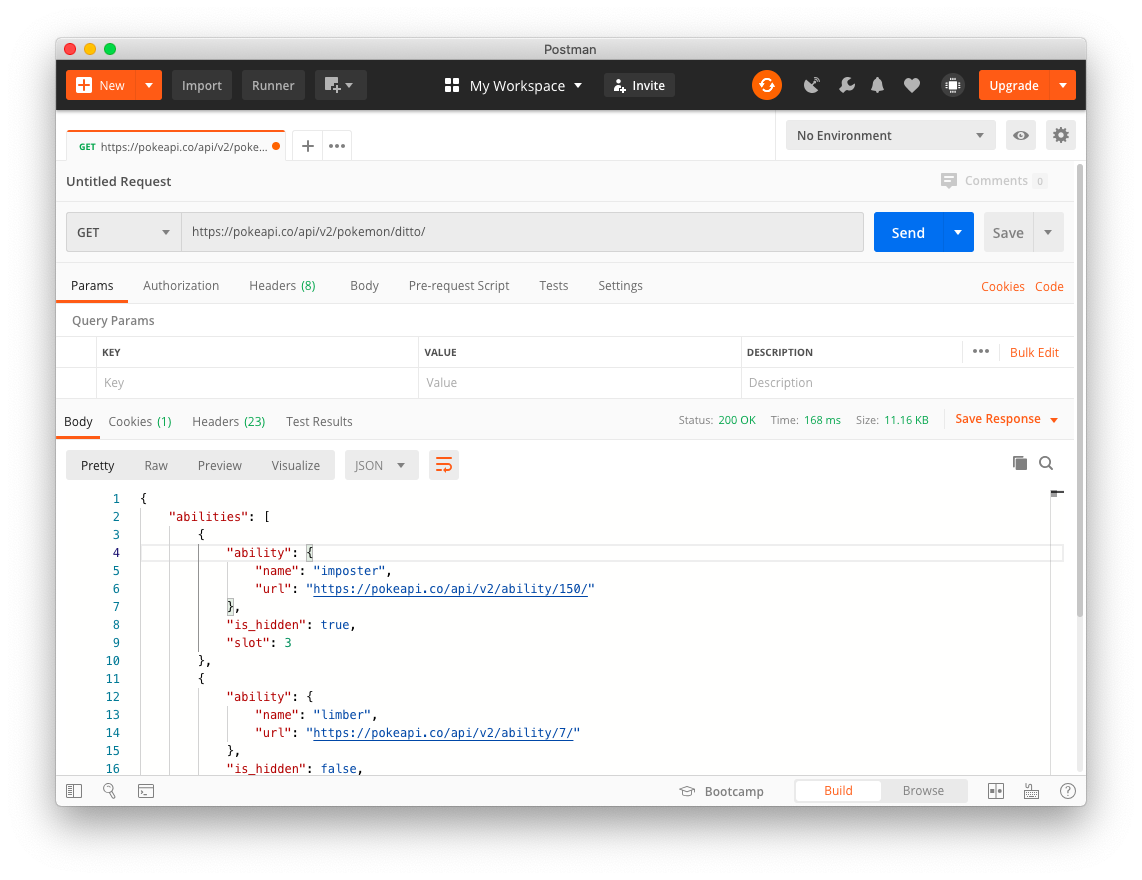 Postman
New Import Runner My Workspace Invite Upgrade
GET https://pokeapi.co/api/v2/poke... No Environment
Untitled Request Comments 0
GET https://pokeapi.co/api/v2/pokemon/ditto/ Send Save
Params Authorization Headers (8) Body Pre-request Script Tests Settings Cookies Code
Query Params
KEY VALUE DESCRIPTION Bulk Edit
Key Value Description
Body Cookies (1) Headers (23) Test Results Status: 200 OK Time: 168 ms Size: 11.16 KB Save Response
Pretty Raw Preview Visualize JSON
1 {
2 "abilities": [
3 {
4 "ability": {
5 "name": "imposter",
6 "url": "https://pokeapi.co/api/v2/ability/150/"
7 },
8 "is_hidden": true,
9 "slot": 3
10 },
11 {
12 "ability": {
13 "name": "limber",
14 "url": "https://pokeapi.co/api/v2/ability/7/"
15 },
16 "is_hidden": false,
Bootcamp Build Browse